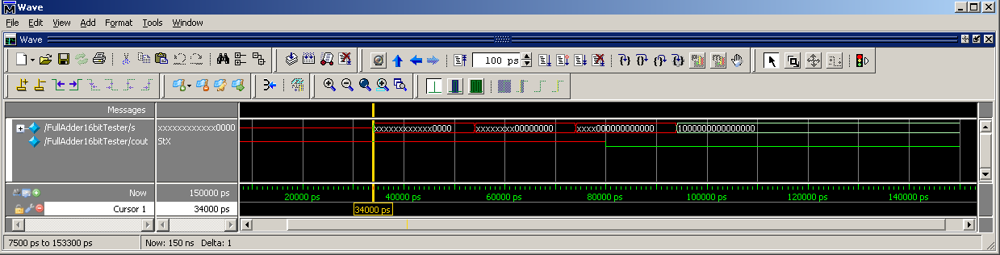 Wave
File Edit View Add Format Tools Window
Wave
100 ps
Messages
/FullAdder16bitTester/s xxxxxxxxxxxx0000 xxxxxxxxxxxx0000 xxxxxxxx00000000 xxxx000000000000 1000000000000000
/FullAdder16bitTester/cout StX
Now 150000 ps 20000 ps 40000 ps 60000 ps 80000 ps 100000 ps 120000 ps 140000 ps
Cursor 1 34000 ps 34000 ps
7500 ps to 153300 ps Now: 150 ns Delta: 1